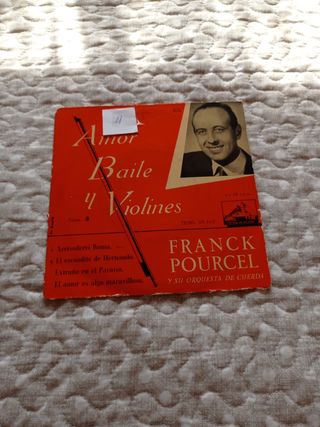 Amor
Baile
y Violines
FRANCK
POURCEL
Y SU ORQUESTA DE CUERDA
Arrivederci Roma.
El escondite de Hernando.
Extraño en el Paraíso.
El amor es algo maravilloso.